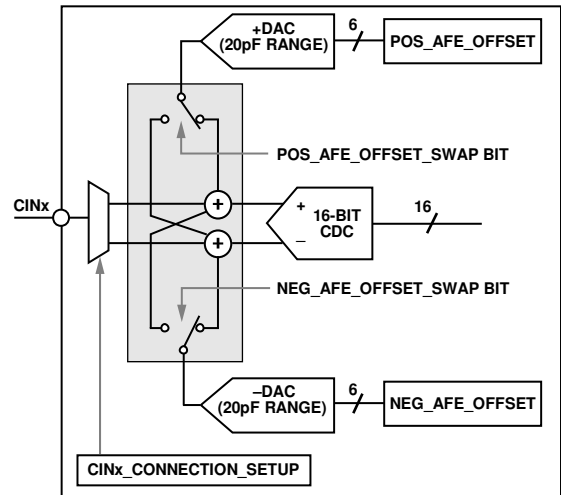 +DAC
(20pF RANGE)
6
POS_AFE_OFFSET
POS_AFE_OFFSET_SWAP BIT
CINx
+
+
+
–
16-BIT
CDC
16
NEG_AFE_OFFSET_SWAP BIT
–DAC
(20pF RANGE)
6
NEG_AFE_OFFSET
CINx_CONNECTION_SETUP